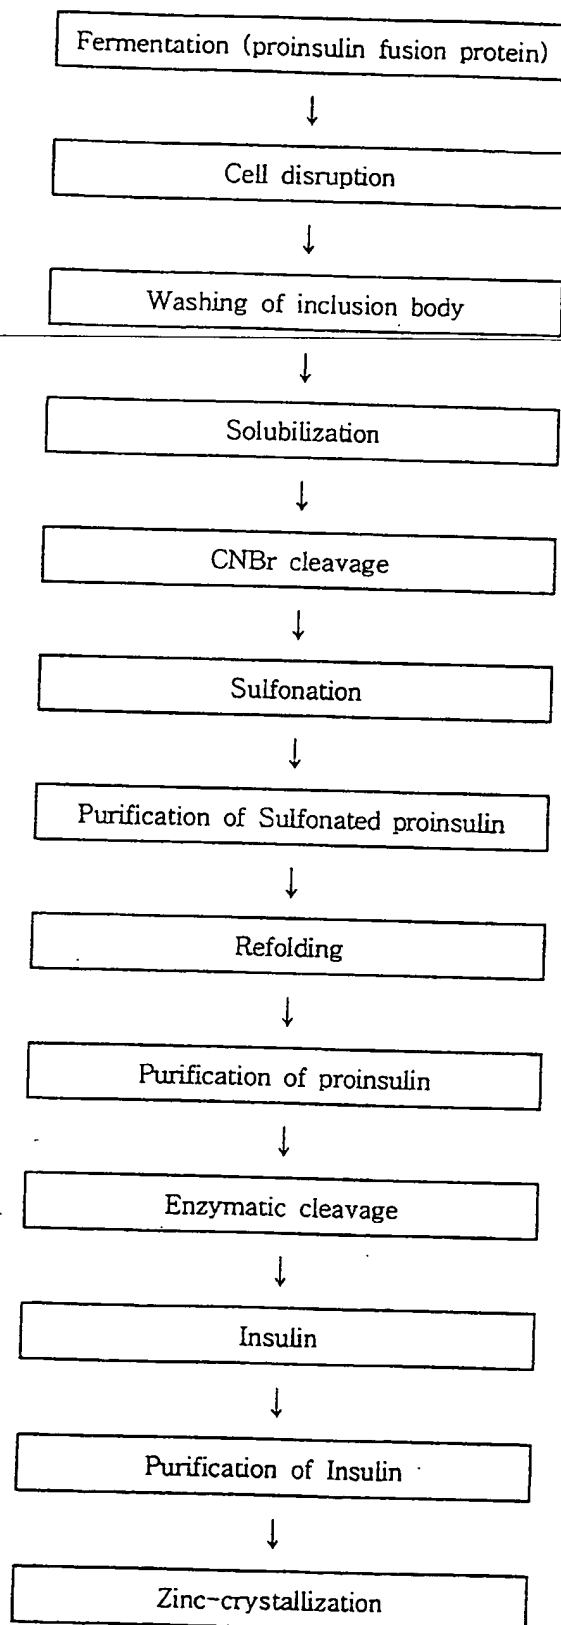 Fermentation (proinsulin fusion protein)
↓
Cell disruption
↓
Washing of inclusion body
↓
Solubilization
↓
CNBr cleavage
↓
Sulfonation
↓
Purification of Sulfonated proinsulin
↓
Refolding
↓
Purification of proinsulin
↓
Enzymatic cleavage
↓
Insulin
↓
Purification of Insulin
↓
Zinc-crystallization